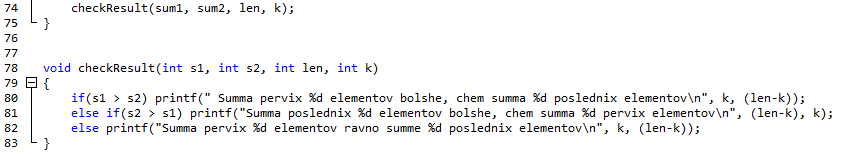 74 checkResult(sum1, sum2, len, k);
75 }
76
77
78 void checkResult(int s1, int s2, int len, int k)
79 {
80 if(s1 > s2) printf(" Summa pervix %d elementov bolshe, chem summa %d poslednix elementov\n", k, (len-k));
81 else if(s2 > s1) printf("Summa poslednix %d elementov bolshe, chem summa %d pervix elementov\n", (len-k), k);
82 else printf("Summa pervix %d elementov ravno summe %d poslednix elementov\n", k, (len-k));
83 }